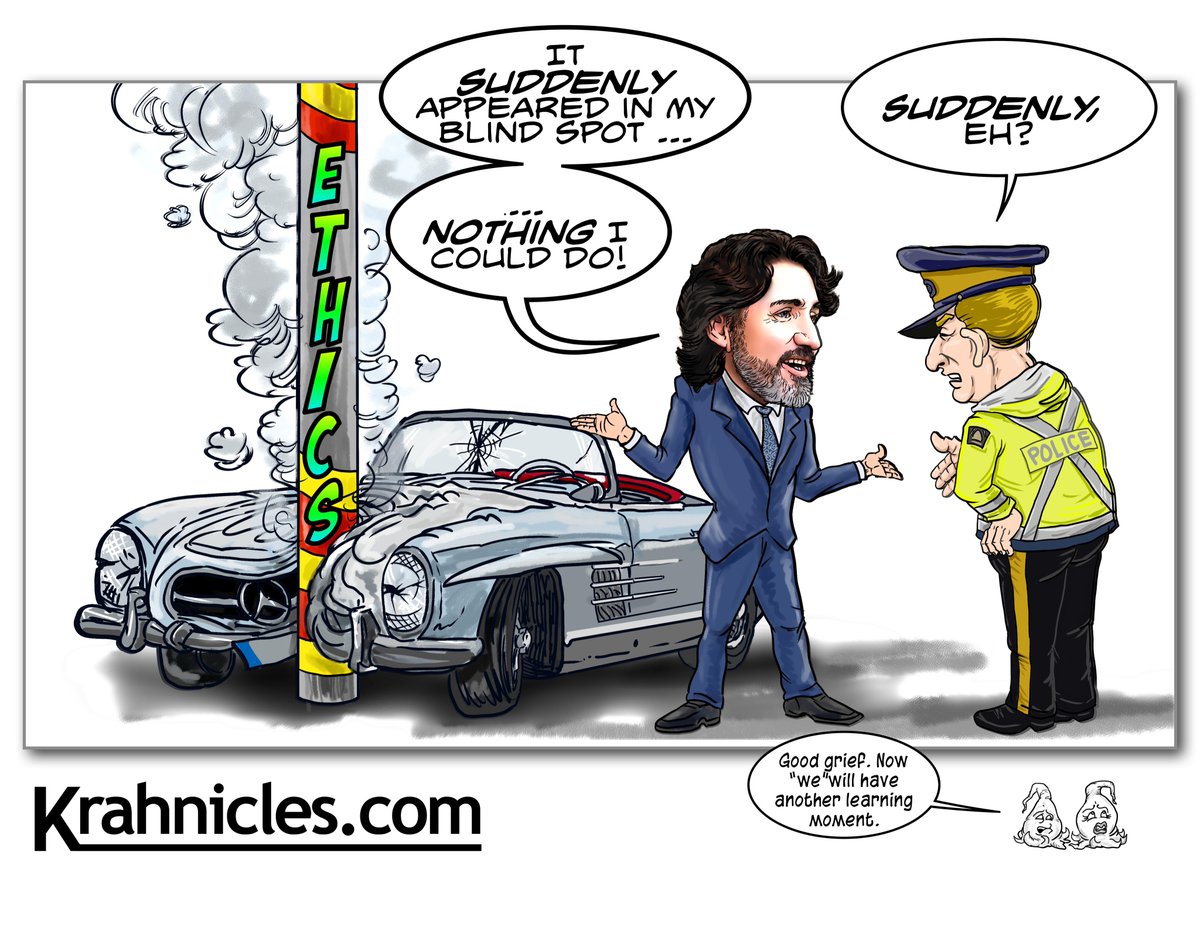 IT
SUDDENLY
APPEARED IN MY
BLIND SPOT ...
...
NOTHING I
COULD DO!
SUDDENLY,
EH?
ETHICS
POLICE
Good grief. Now
"we"will have
another learning
moment.
Krahnicles.com